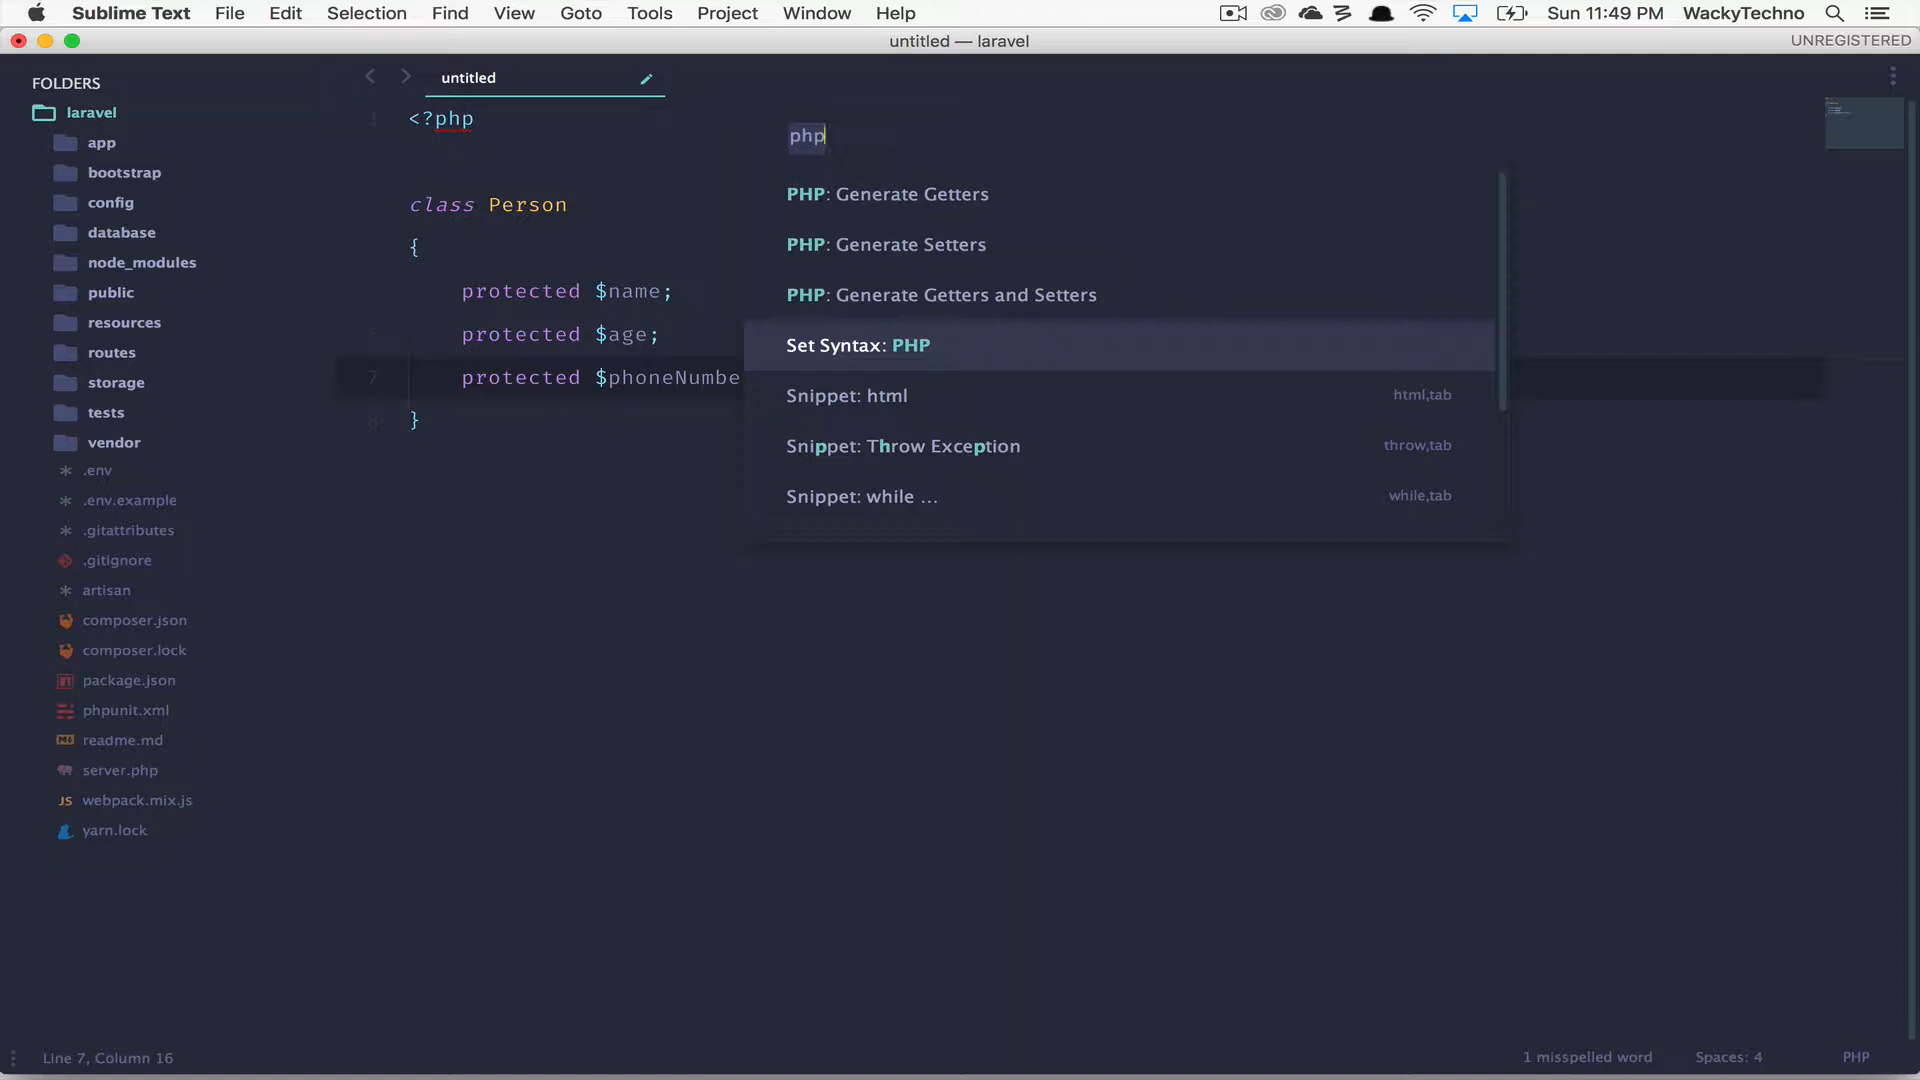 Sublime Text File Edit Selection Find View Goto Tools Project Window Help Sun 11:49 PM WackyTechno
untitled — laravel UNREGISTERED
FOLDERS
laravel
app
bootstrap
config
database
node_modules
public
resources
routes
storage
tests
vendor
.env
.env.example
.gitattributes
.gitignore
artisan
composer.json
composer.lock
package.json
phpunit.xml
readme.md
server.php
JS webpack.mix.js
yarn.lock
untitled
1 <?php
class Person
{
protected $name;
protected $age;
7 protected $phoneNumbe
8 }
php
PHP: Generate Getters
PHP: Generate Setters
PHP: Generate Getters and Setters
Set Syntax: PHP
Snippet: html html,tab
Snippet: Throw Exception throw,tab
Snippet: while … while,tab
Line 7, Column 16 1 misspelled word Spaces: 4 PHP